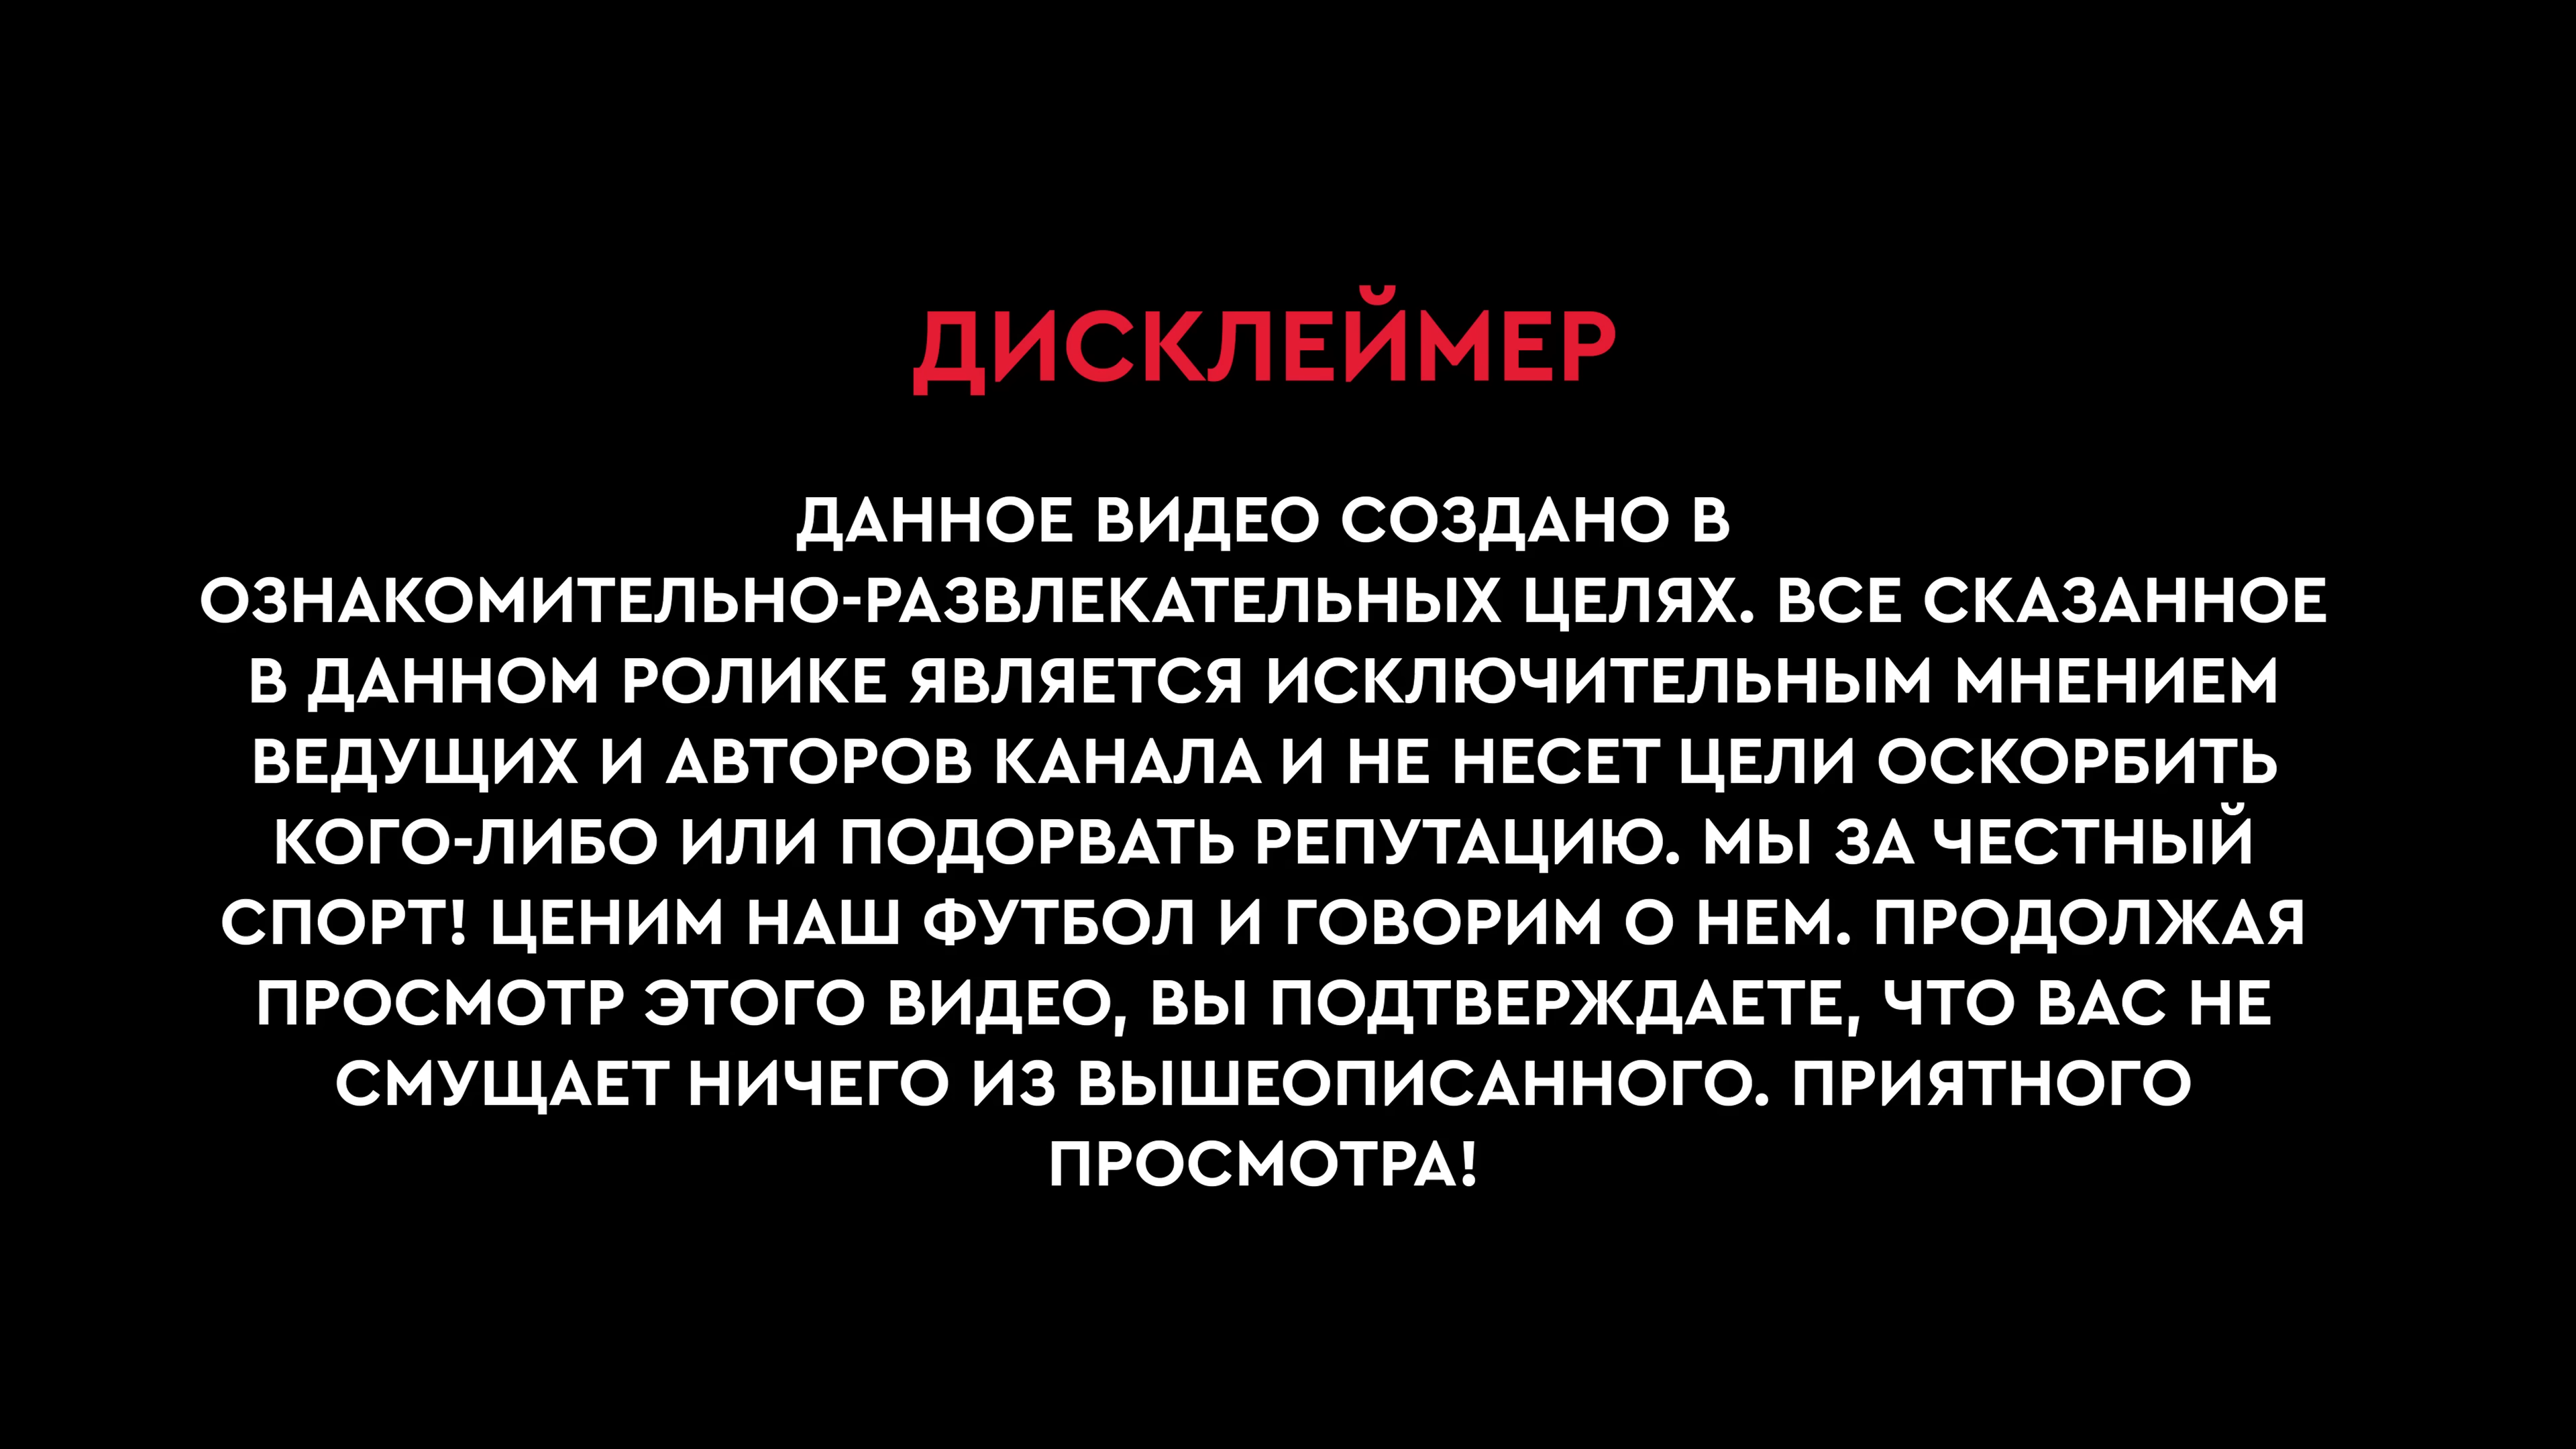 ДИСКЛЕЙМЕР
ДАННОЕ ВИДЕО СОЗДАНО В
ОЗНАКОМИТЕЛЬНО-РАЗВЛЕКАТЕЛЬНЫХ ЦЕЛЯХ. ВСЕ СКАЗАННОЕ
В ДАННОМ РОЛИКЕ ЯВЛЯЕТСЯ ИСКЛЮЧИТЕЛЬНЫМ МНЕНИЕМ
ВЕДУЩИХ И АВТОРОВ КАНАЛА И НЕ НЕСЕТ ЦЕЛИ ОСКОРБИТЬ
КОГО-ЛИБО ИЛИ ПОДОРВАТЬ РЕПУТАЦИЮ. МЫ ЗА ЧЕСТНЫЙ
СПОРТ! ЦЕНИМ НАШ ФУТБОЛ И ГОВОРИМ О НЕМ. ПРОДОЛЖАЯ
ПРОСМОТР ЭТОГО ВИДЕО, ВЫ ПОДТВЕРЖДАЕТЕ, ЧТО ВАС НЕ
СМУЩАЕТ НИЧЕГО ИЗ ВЫШЕОПИСАННОГО. ПРИЯТНОГО
ПРОСМОТРА!